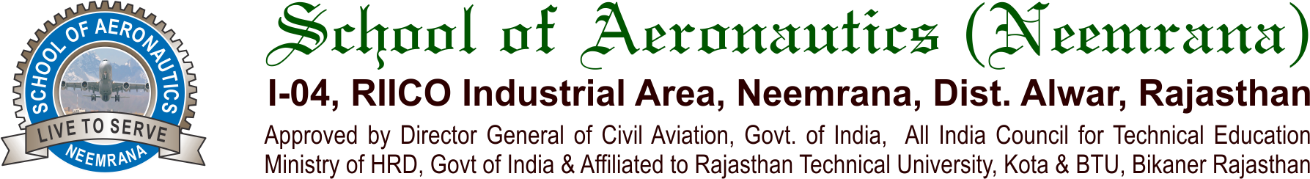 SCHOOL OF AERONAUTICS
LIVE TO SERVE
NEEMRANA
School of Aeronautics (Neemrana)
I-04, RIICO Industrial Area, Neemrana, Dist. Alwar, Rajasthan
Approved by Director General of Civil Aviation, Govt. of India, All India Council for Technical Education
Ministry of HRD, Govt of India & Affiliated to Rajasthan Technical University, Kota & BTU, Bikaner Rajasthan